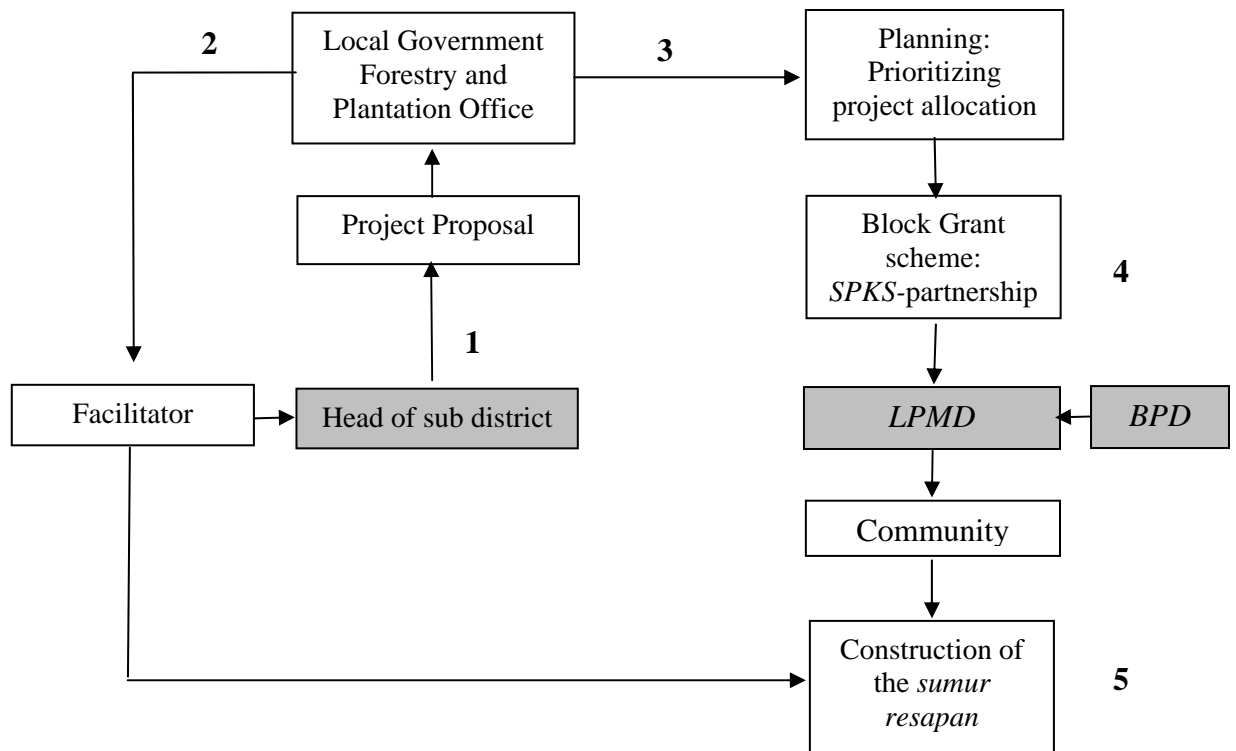 2
Local Government
Forestry and
Plantation Office
3
Planning:
Prioritizing
project allocation
Project Proposal
Block Grant
scheme:
SPKS-partnership
4
1
Facilitator
Head of sub district
LPMD
BPD
Community
Construction of
the sumur
resapan
5